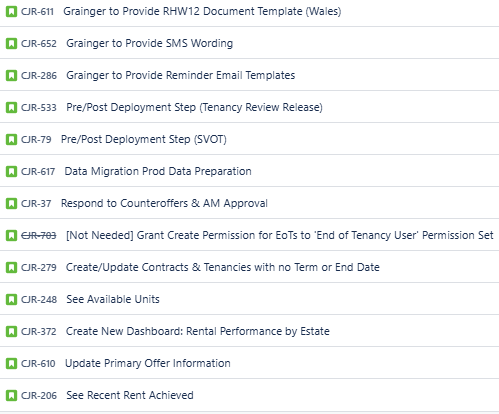 CJR-611 Grainger to Provide RHW12 Document Template (Wales)
CJR-652 Grainger to Provide SMS Wording
CJR-286 Grainger to Provide Reminder Email Templates
CJR-533 Pre/Post Deployment Step (Tenancy Review Release)
CJR-79 Pre/Post Deployment Step (SVOT)
CJR-617 Data Migration Prod Data Preparation
CJR-37 Respond to Counteroffers & AM Approval
CJR-703 [Not Needed] Grant Create Permission for EoTs to 'End of Tenancy User' Permission Set
CJR-279 Create/Update Contracts & Tenancies with no Term or End Date
CJR-248 See Available Units
CJR-372 Create New Dashboard: Rental Performance by Estate
CJR-610 Update Primary Offer Information
CJR-206 See Recent Rent Achieved